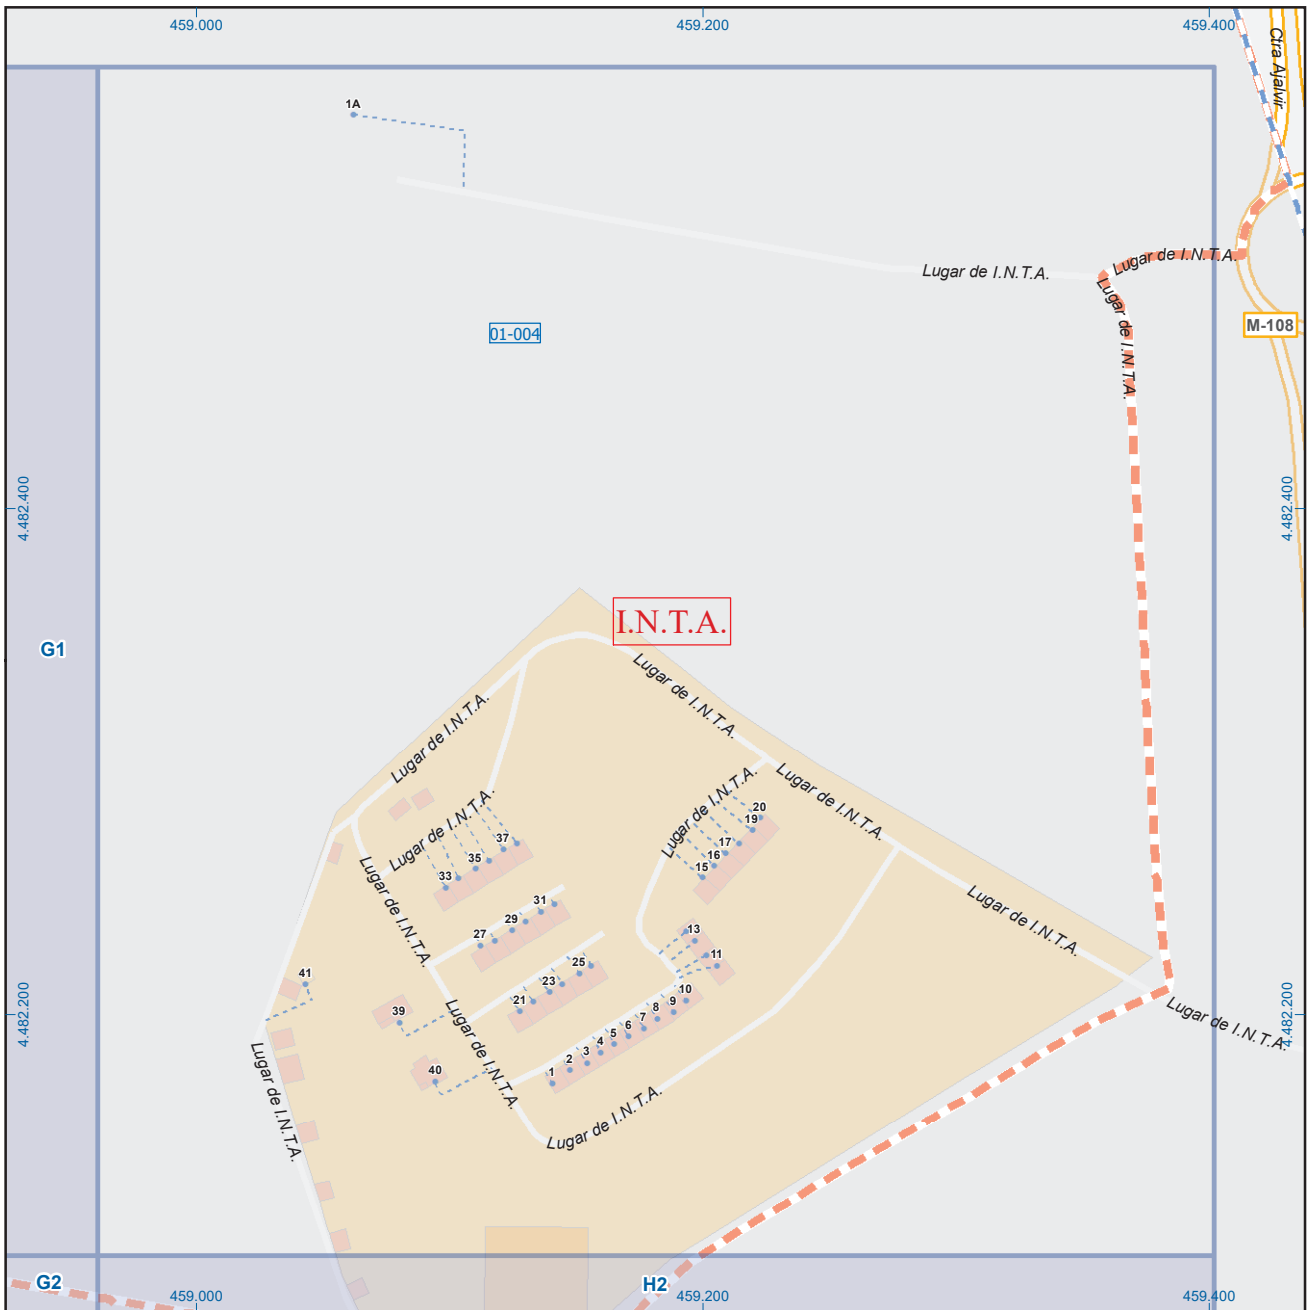 459.000
459.200
459.400
Ctra Ajalvir
1A
Lugar de I.N.T.A.
Lugar de I.N.T.A.
Lugar de I.N.T.A.
M-108
01-004
4.482.400
4.482.400
I.N.T.A.
G1
Lugar de I.N.T.A.
Lugar de I.N.T.A.
Lugar de I.N.T.A.
Lugar de I.N.T.A.
Lugar de I.N.T.A.
20
19
17
16
15
37
35
33
Lugar de I.N.T.A.
Lugar de I.N.T.A.
31
29
27
13
11
25
23
21
41
39
40
10
9
8
7
6
5
4
3
2
1
4.482.200
4.482.200
Lugar de I.N.T.A.
Lugar de I.N.T.A.
Lugar de I.N.T.A.
Lugar de I.N.T.A.
G2
H2
459.000
459.200
459.400